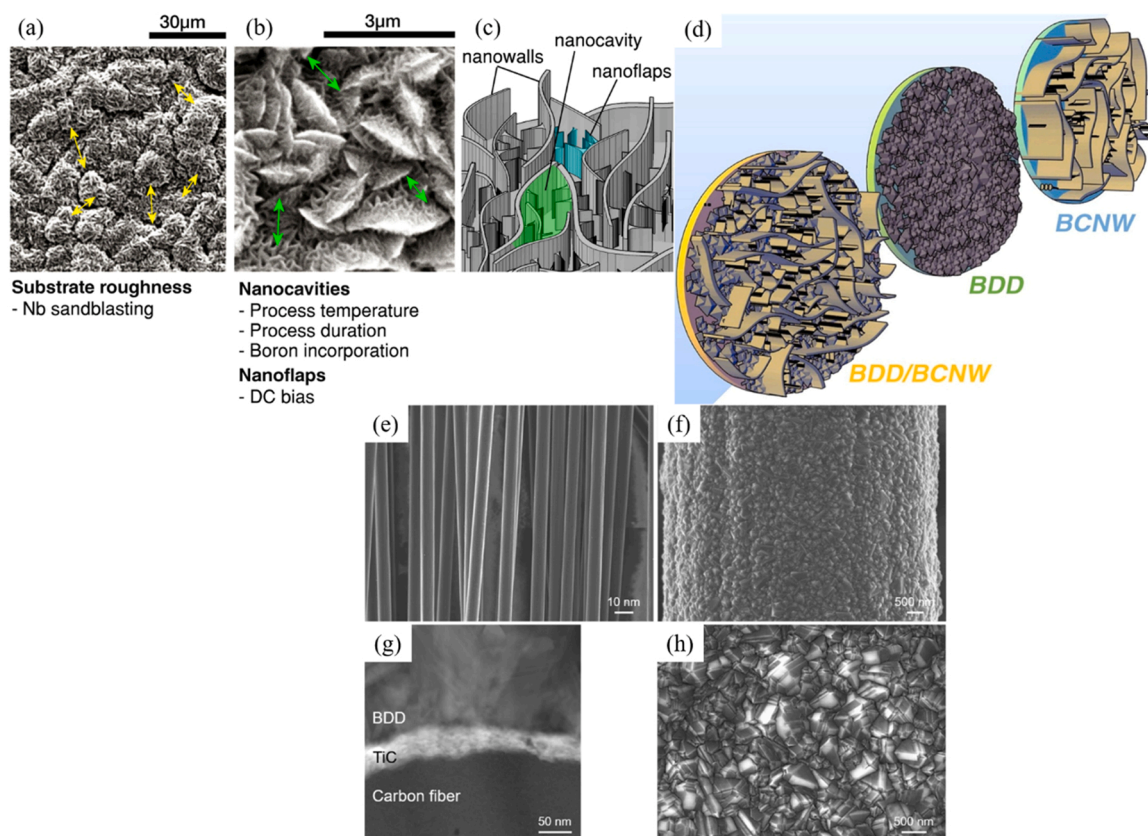 (a)
30μm
(b)
3μm
(c)
nanowalls
nanocavity
nanoflaps
(d)
BCNW
BDD
BDD/BCNW
Substrate roughness
- Nb sandblasting
Nanocavities
- Process temperature
- Process duration
- Boron incorporation
Nanoflaps
- DC bias
(e)
10 nm
(f)
500 nm
(g)
BDD
TiC
Carbon fiber
50 nm
(h)
500 nm